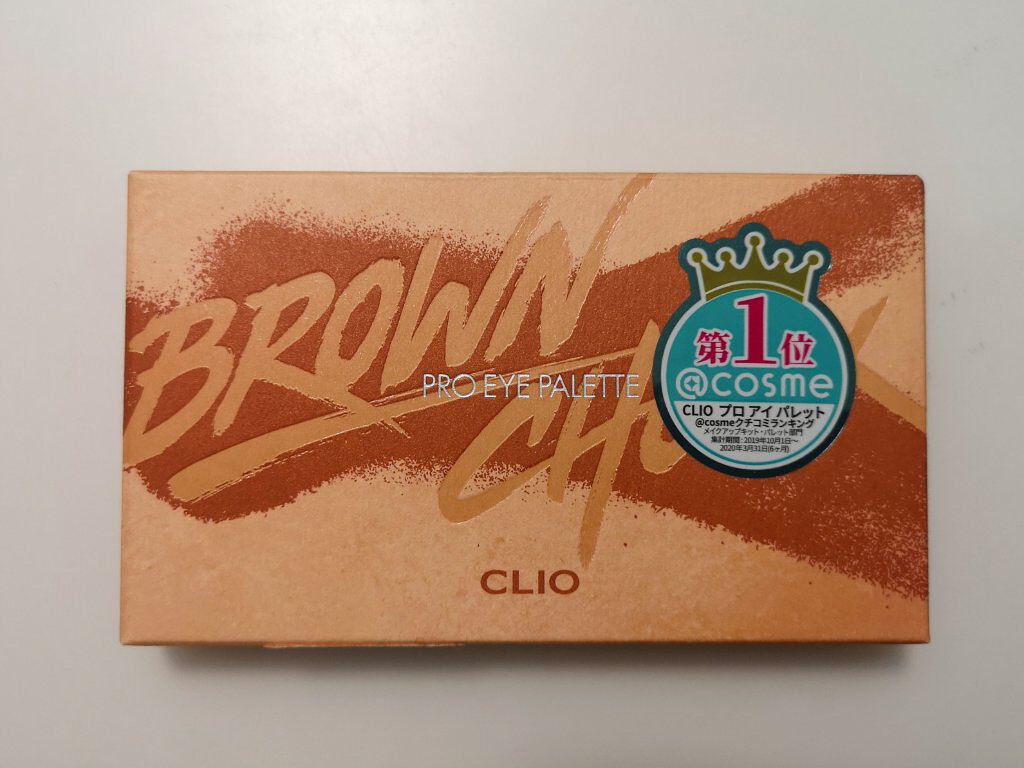 BROWN
PRO EYE PALETTE
CLIO
第1位
@cosme
CLIO プロ アイ パレット
@cosmeクチコミランキング
メイクアップキット・パレット部門
集計期間:2019年10月1日～
2020年3月31日(6ヶ月)